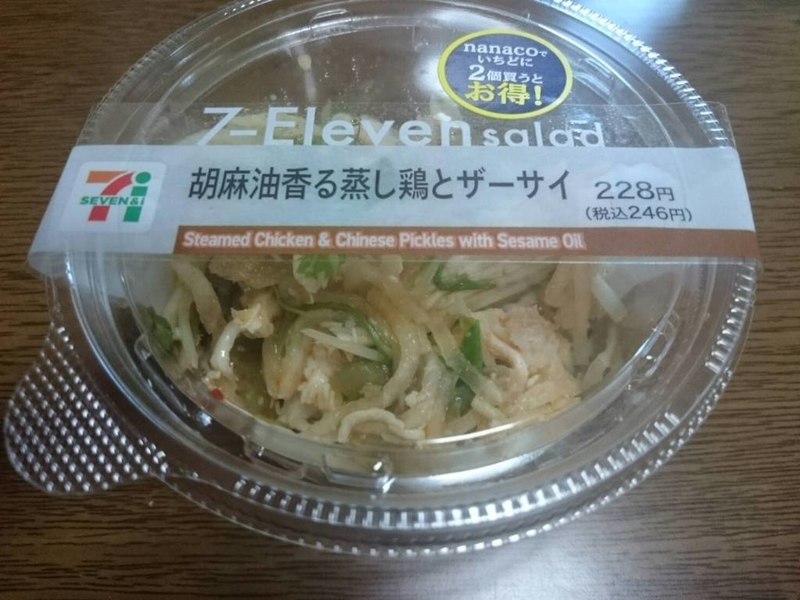 nanacoで
いちどに
2個買うと
お得!
7-Eleven salad
SEVEN&i
胡麻油香る蒸し鶏とザーサイ 228円
(税込246円)
Steamed Chicken & Chinese Pickles with Sesame Oil